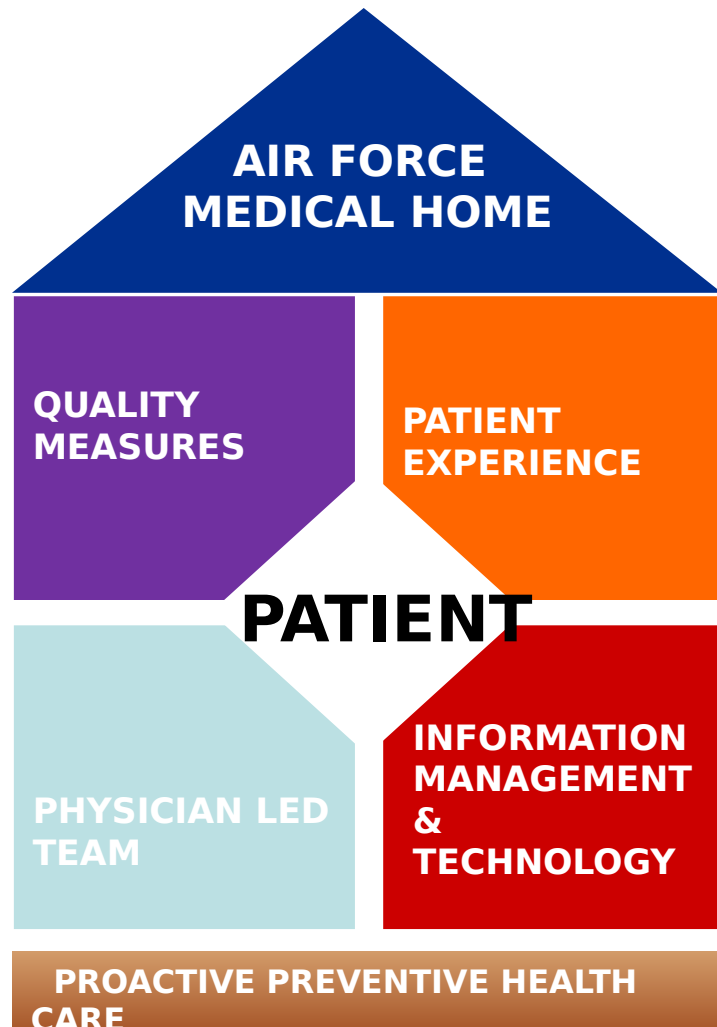 AIR FORCE
MEDICAL HOME
QUALITY
MEASURES
PATIENT
EXPERIENCE
PATIENT
PHYSICIAN LED
TEAM
INFORMATION
MANAGEMENT
&
TECHNOLOGY
PROACTIVE PREVENTIVE HEALTH
CARE